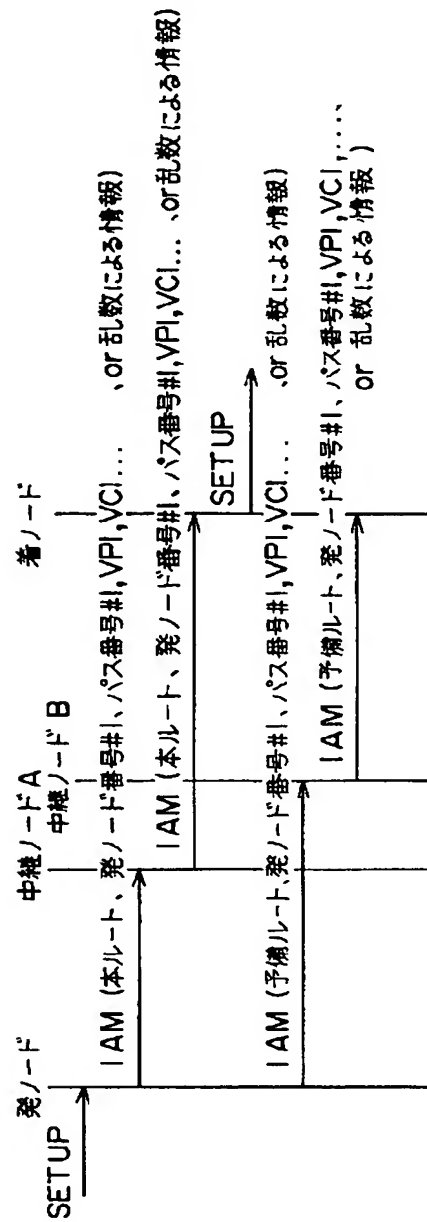 発ノード
中継ノードA
中継ノードB
着ノード
SETUP
IAM (本ルート、発ノード番号#1、パス番号#1,VPI,VCI... 、or乱数による情報)
IAM (本ルート、発ノード番号#1、パス番号#1,VPI,VCI... 、or乱数による情報)
SETUP
IAM (予備ルート、発ノード番号#1、パス番号#1,VPI,VCI... 、or乱数による情報)
IAM (予備ルート、発ノード番号#1、パス番号#1,VPI,VCI,...、
or 乱数による情報 )